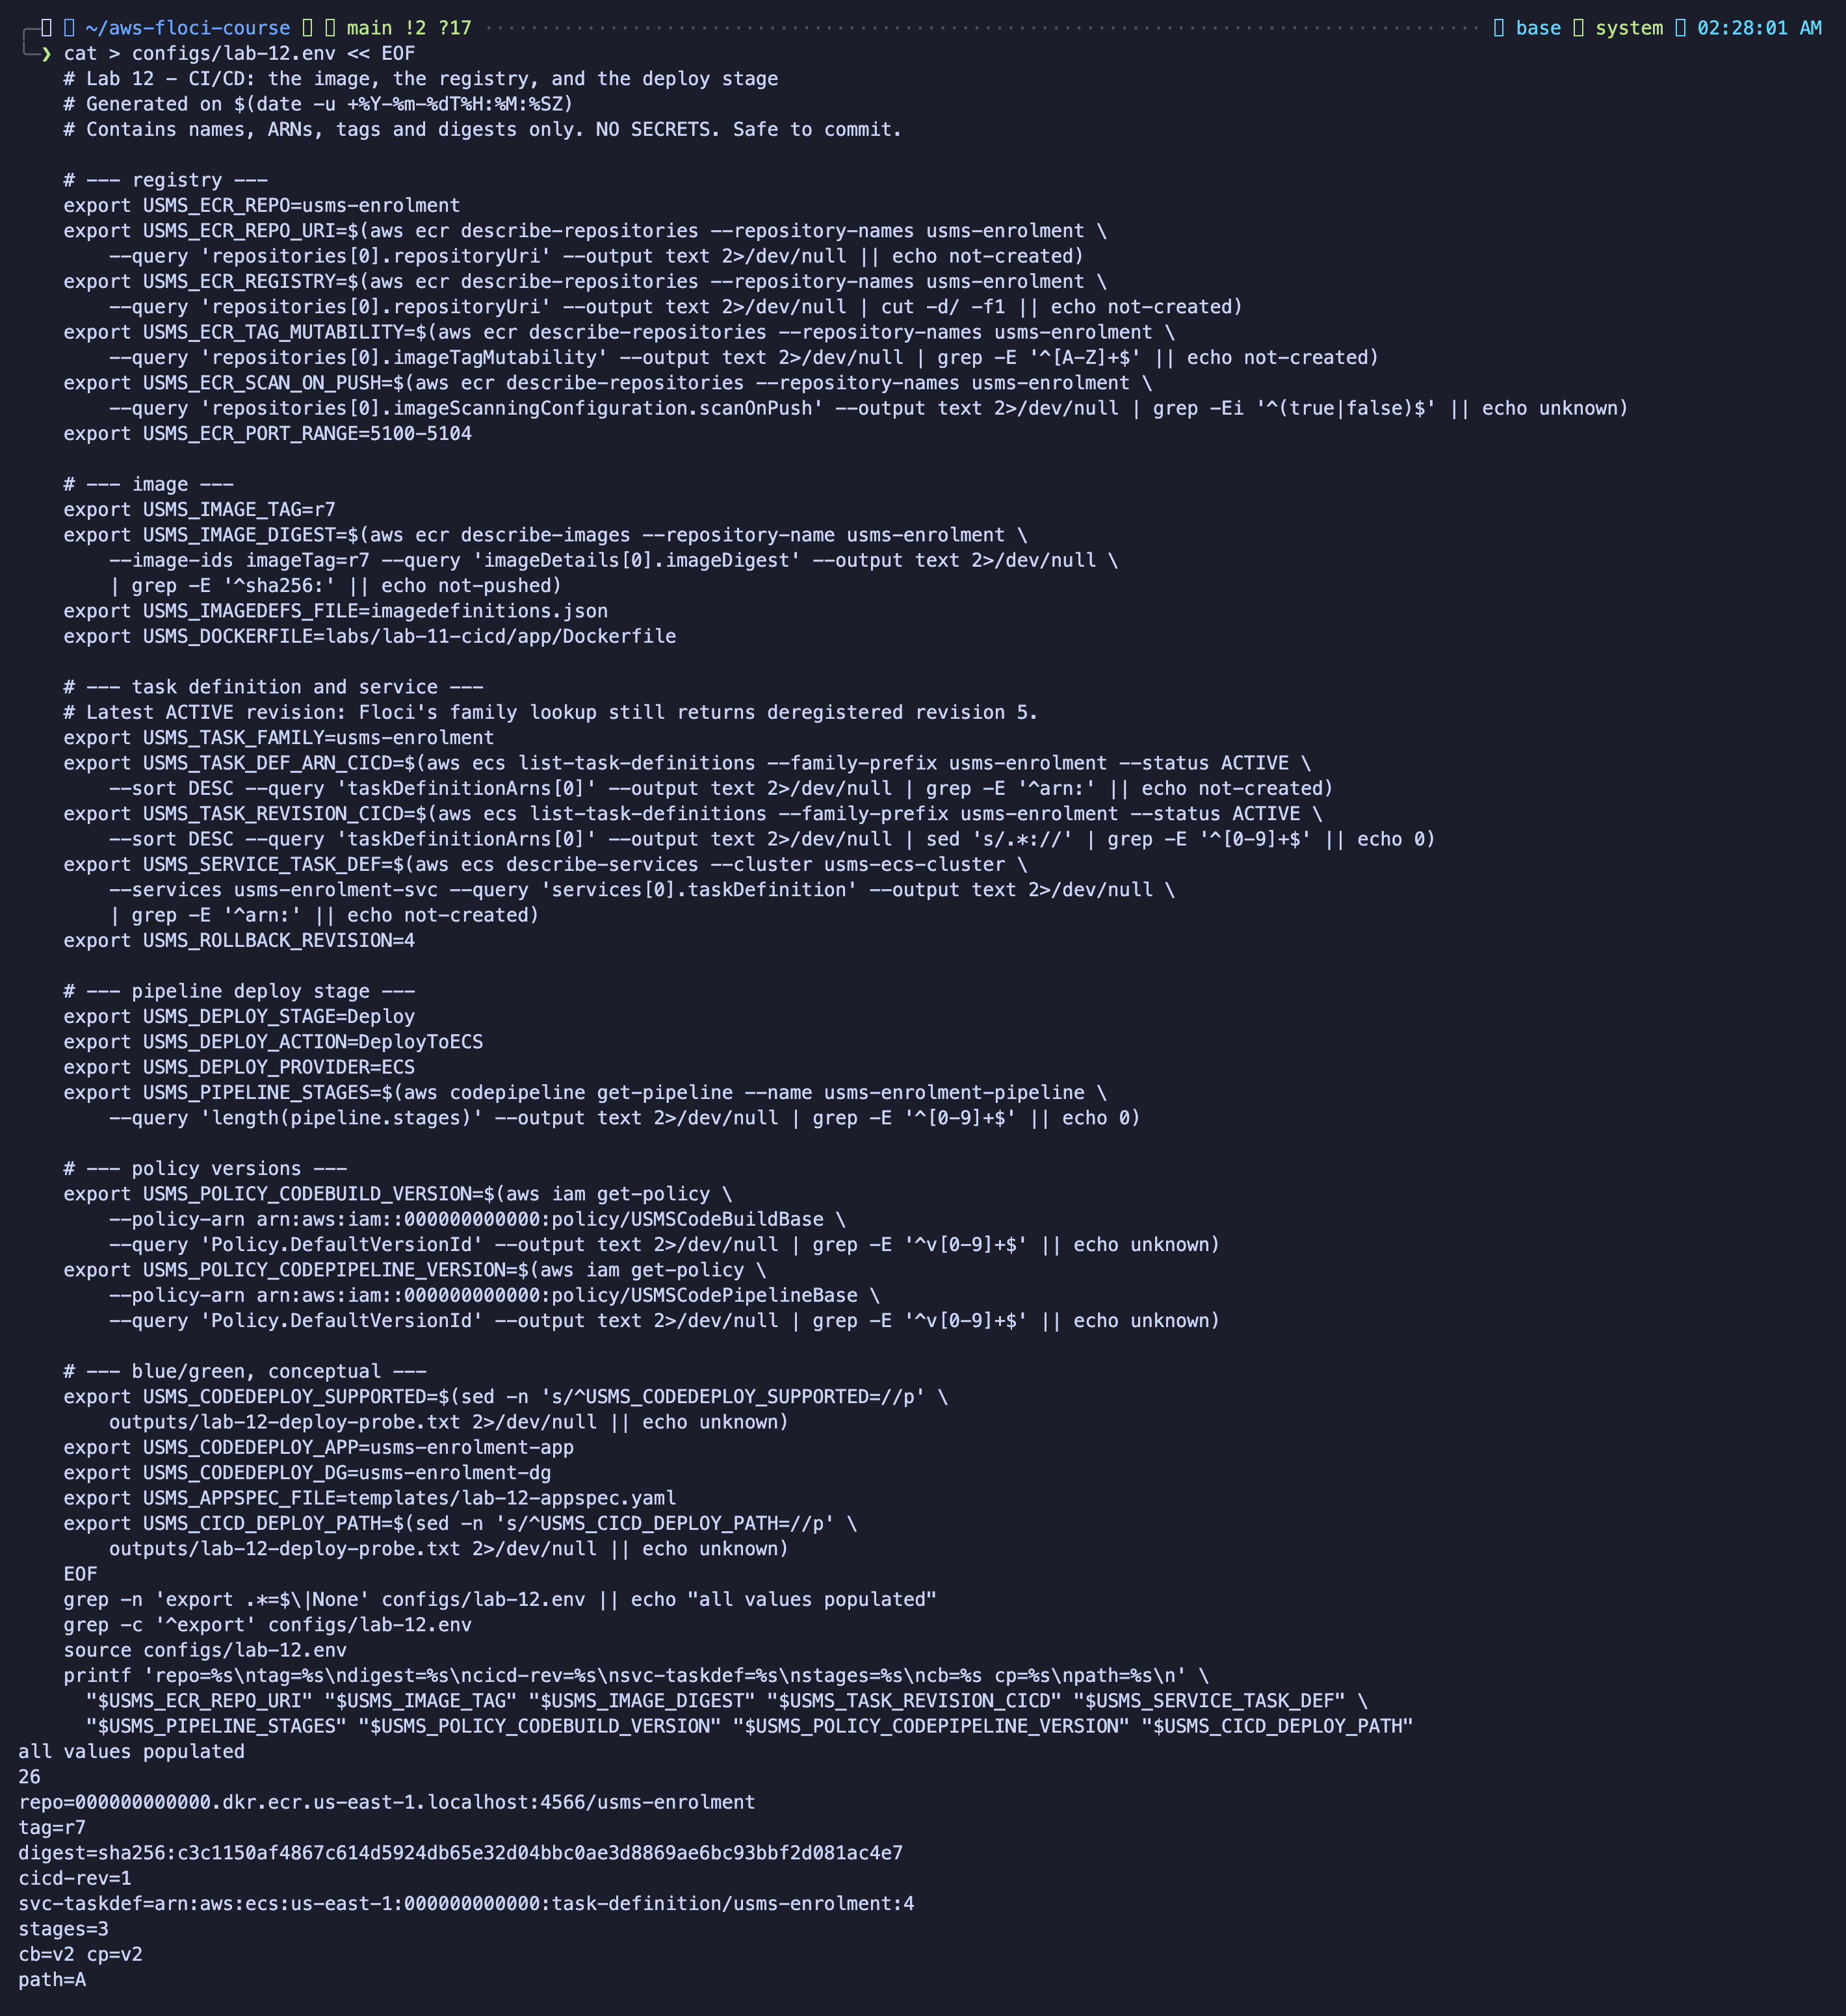 ~/aws-floci-course main !2 ?17 base system 02:28:01 AM
❯ cat > configs/lab-12.env << EOF
# Lab 12 - CI/CD: the image, the registry, and the deploy stage
# Generated on $(date -u +%Y-%m-%dT%H:%M:%SZ)
# Contains names, ARNs, tags and digests only. NO SECRETS. Safe to commit.

# --- registry ---
export USMS_ECR_REPO=usms-enrolment
export USMS_ECR_REPO_URI=$(aws ecr describe-repositories --repository-names usms-enrolment \
    --query 'repositories[0].repositoryUri' --output text 2>/dev/null || echo not-created)
export USMS_ECR_REGISTRY=$(aws ecr describe-repositories --repository-names usms-enrolment \
    --query 'repositories[0].repositoryUri' --output text 2>/dev/null | cut -d/ -f1 || echo not-created)
export USMS_ECR_TAG_MUTABILITY=$(aws ecr describe-repositories --repository-names usms-enrolment \
    --query 'repositories[0].imageTagMutability' --output text 2>/dev/null | grep -E '^[A-Z]+$' || echo not-created)
export USMS_ECR_SCAN_ON_PUSH=$(aws ecr describe-repositories --repository-names usms-enrolment \
    --query 'repositories[0].imageScanningConfiguration.scanOnPush' --output text 2>/dev/null | grep -Ei '^(true|false)$' || echo unknown)
export USMS_ECR_PORT_RANGE=5100-5104

# --- image ---
export USMS_IMAGE_TAG=r7
export USMS_IMAGE_DIGEST=$(aws ecr describe-images --repository-name usms-enrolment \
    --image-ids imageTag=r7 --query 'imageDetails[0].imageDigest' --output text 2>/dev/null \
    | grep -E '^sha256:' || echo not-pushed)
export USMS_IMAGEDEFS_FILE=imagedefinitions.json
export USMS_DOCKERFILE=labs/lab-11-cicd/app/Dockerfile

# --- task definition and service ---
# Latest ACTIVE revision: Floci's family lookup still returns deregistered revision 5.
export USMS_TASK_FAMILY=usms-enrolment
export USMS_TASK_DEF_ARN_CICD=$(aws ecs list-task-definitions --family-prefix usms-enrolment --status ACTIVE \
    --sort DESC --query 'taskDefinitionArns[0]' --output text 2>/dev/null | grep -E '^arn:' || echo not-created)
export USMS_TASK_REVISION_CICD=$(aws ecs list-task-definitions --family-prefix usms-enrolment --status ACTIVE \
    --sort DESC --query 'taskDefinitionArns[0]' --output text 2>/dev/null | sed 's/.*://' | grep -E '^[0-9]+$' || echo 0)
export USMS_SERVICE_TASK_DEF=$(aws ecs describe-services --cluster usms-ecs-cluster \
    --services usms-enrolment-svc --query 'services[0].taskDefinition' --output text 2>/dev/null \
    | grep -E '^arn:' || echo not-created)
export USMS_ROLLBACK_REVISION=4

# --- pipeline deploy stage ---
export USMS_DEPLOY_STAGE=Deploy
export USMS_DEPLOY_ACTION=DeployToECS
export USMS_DEPLOY_PROVIDER=ECS
export USMS_PIPELINE_STAGES=$(aws codepipeline get-pipeline --name usms-enrolment-pipeline \
    --query 'length(pipeline.stages)' --output text 2>/dev/null | grep -E '^[0-9]+$' || echo 0)

# --- policy versions ---
export USMS_POLICY_CODEBUILD_VERSION=$(aws iam get-policy \
    --policy-arn arn:aws:iam::000000000000:policy/USMSCodeBuildBase \
    --query 'Policy.DefaultVersionId' --output text 2>/dev/null | grep -E '^v[0-9]+$' || echo unknown)
export USMS_POLICY_CODEPIPELINE_VERSION=$(aws iam get-policy \
    --policy-arn arn:aws:iam::000000000000:policy/USMSCodePipelineBase \
    --query 'Policy.DefaultVersionId' --output text 2>/dev/null | grep -E '^v[0-9]+$' || echo unknown)

# --- blue/green, conceptual ---
export USMS_CODEDEPLOY_SUPPORTED=$(sed -n 's/^USMS_CODEDEPLOY_SUPPORTED=//p' \
    outputs/lab-12-deploy-probe.txt 2>/dev/null || echo unknown)
export USMS_CODEDEPLOY_APP=usms-enrolment-app
export USMS_CODEDEPLOY_DG=usms-enrolment-dg
export USMS_APPSPEC_FILE=templates/lab-12-appspec.yaml
export USMS_CICD_DEPLOY_PATH=$(sed -n 's/^USMS_CICD_DEPLOY_PATH=//p' \
    outputs/lab-12-deploy-probe.txt 2>/dev/null || echo unknown)
EOF
grep -n 'export .*=$\|None' configs/lab-12.env || echo "all values populated"
grep -c '^export' configs/lab-12.env
source configs/lab-12.env
printf 'repo=%s\ntag=%s\ndigest=%s\ncicd-rev=%s\nsvc-taskdef=%s\nstages=%s\ncb=%s cp=%s\npath=%s\n' \
  "$USMS_ECR_REPO_URI" "$USMS_IMAGE_TAG" "$USMS_IMAGE_DIGEST" "$USMS_TASK_REVISION_CICD" "$USMS_SERVICE_TASK_DEF" \
  "$USMS_PIPELINE_STAGES" "$USMS_POLICY_CODEBUILD_VERSION" "$USMS_POLICY_CODEPIPELINE_VERSION" "$USMS_CICD_DEPLOY_PATH"
all values populated
26
repo=000000000000.dkr.ecr.us-east-1.localhost:4566/usms-enrolment
tag=r7
digest=sha256:c3c1150af4867c614d5924db65e32d04bbc0ae3d8869ae6bc93bbf2d081ac4e7
cicd-rev=1
svc-taskdef=arn:aws:ecs:us-east-1:000000000000:task-definition/usms-enrolment:4
stages=3
cb=v2 cp=v2
path=A